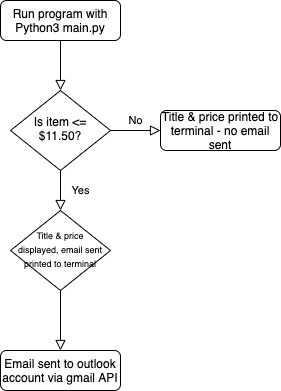 Run program with
Python3 main.py
Is item <=
$11.50?
No
Title & price printed to
terminal - no email
sent
Yes
Title & price
displayed, email sent
printed to terminal
Email sent to outlook
account via gmail API